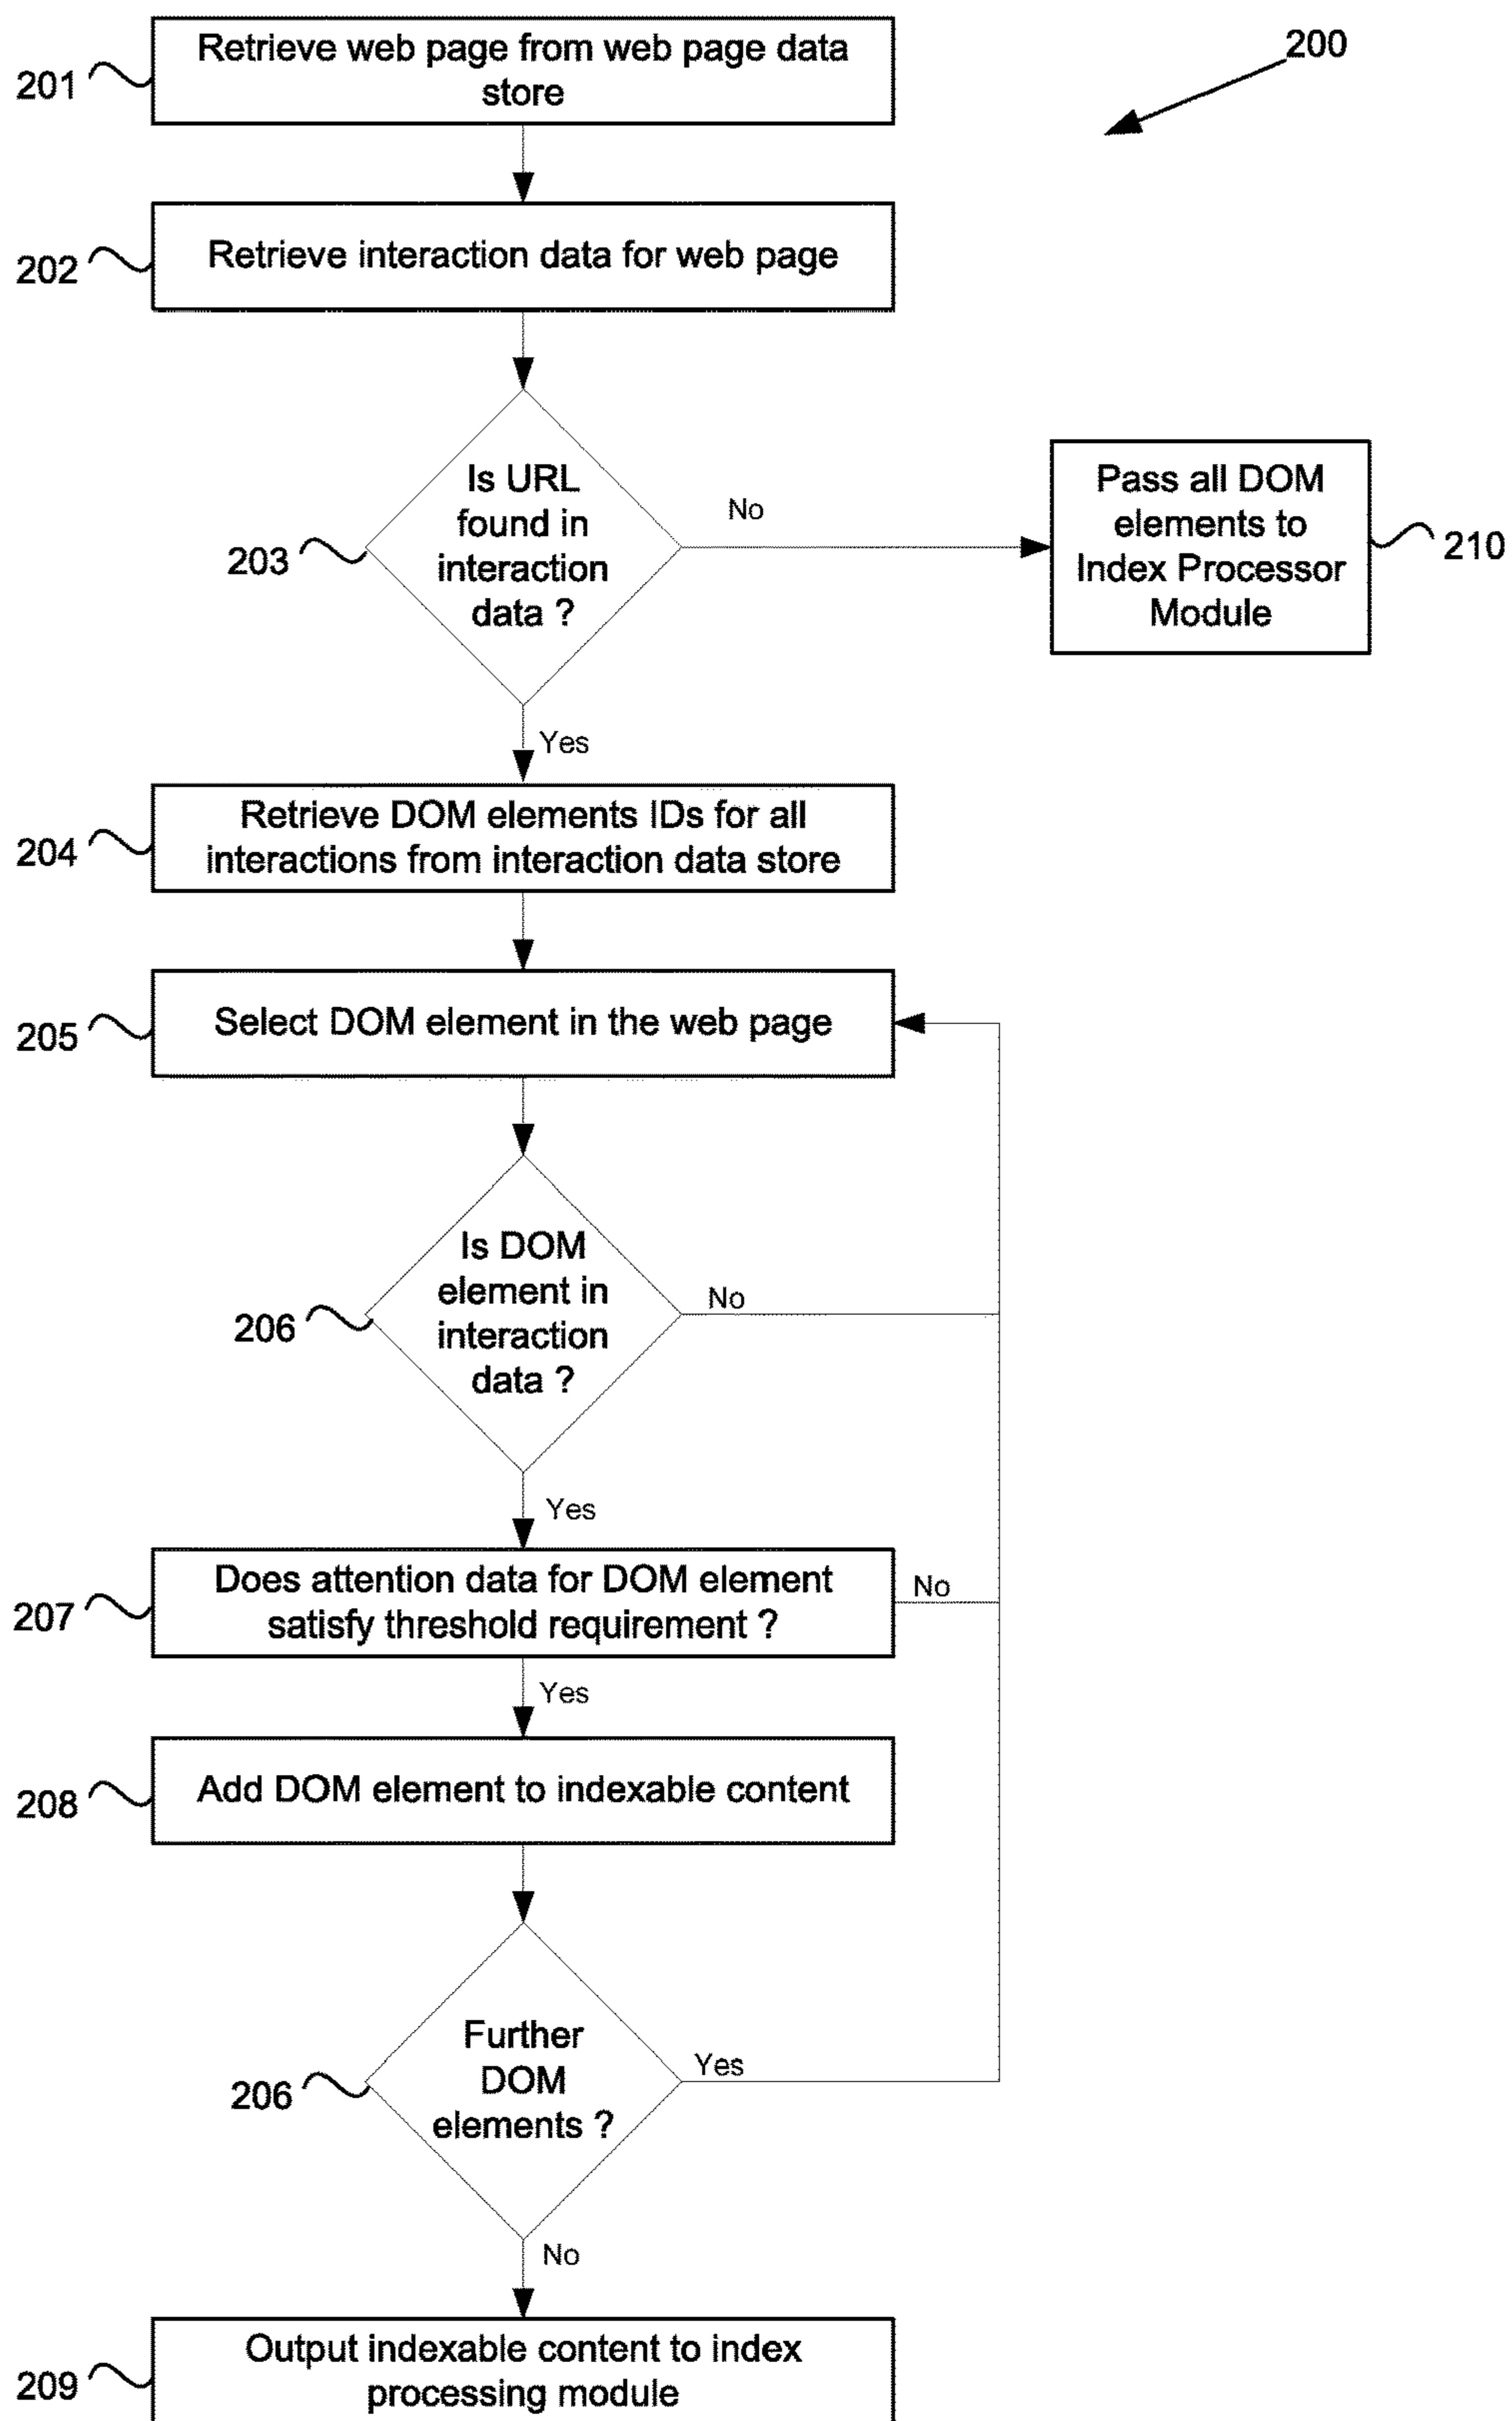 Retrieve web page from web page data
store
201
200
Retrieve interaction data for web page
202
Is URL
found in
interaction
data ?
203
No
Pass all DOM
elements to
Index Processor
Module
210
Yes
Retrieve DOM elements IDs for all
interactions from interaction data store
204
Select DOM element in the web page
205
Is DOM
element in
interaction
data ?
206
No
Yes
Does attention data for DOM element
satisfy threshold requirement ?
207
No
Yes
Add DOM element to indexable content
208
Further
DOM
elements ?
206
Yes
No
Output indexable content to index
processing module
209